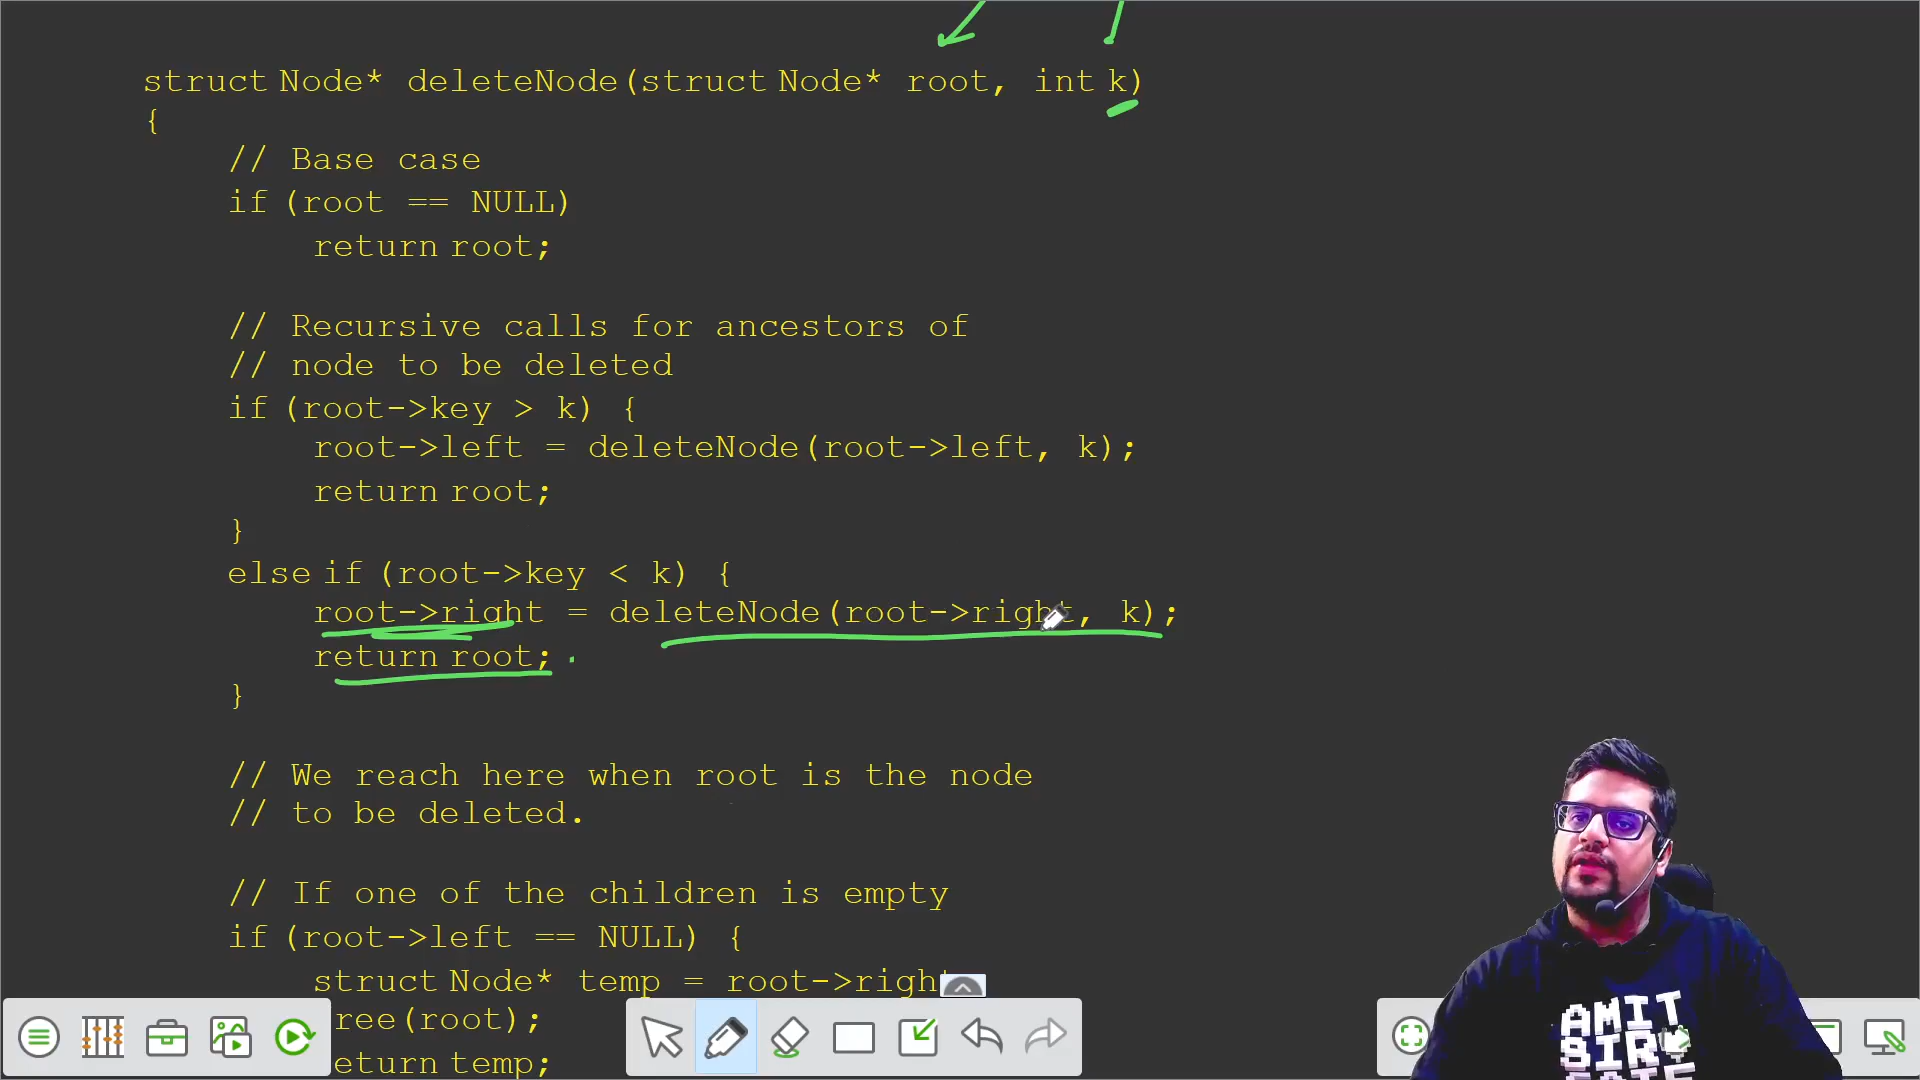 struct Node* deleteNode(struct Node* root, int k)
{
// Base case
if (root == NULL)
return root;
// Recursive calls for ancestors of
// node to be deleted
if (root->key > k) {
root->left = deleteNode(root->left, k);
return root;
}
else if (root->key < k) {
root->right = deleteNode(root->right, k);
return root;
}
// We reach here when root is the node
// to be deleted.
// If one of the children is empty
if (root->left == NULL) {
struct Node* temp = root->righ
ree(root);
eturn temp;
AMIT
SIR